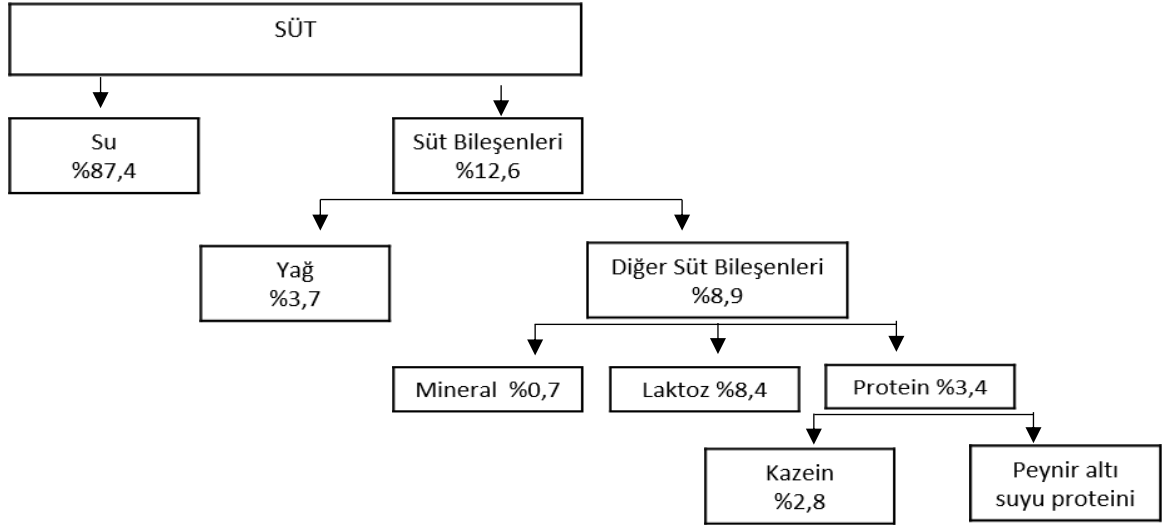 SÜT
Su
%87,4
Süt Bileşenleri
%12,6
Yağ
%3,7
Diğer Süt Bileşenleri
%8,9
Mineral %0,7
Laktoz %8,4
Protein %3,4
Kazein
%2,8
Peynir altı
suyu proteini